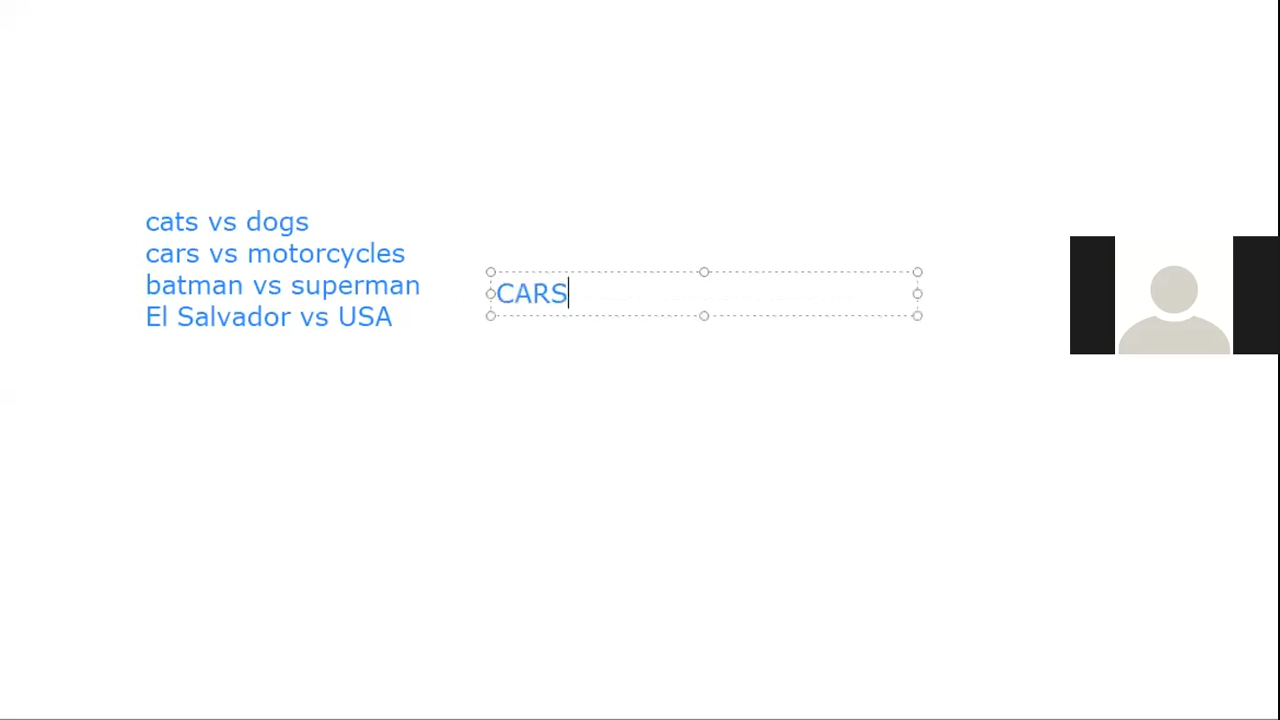 cats vs dogs
cars vs motorcycles
batman vs superman
El Salvador vs USA
CARS